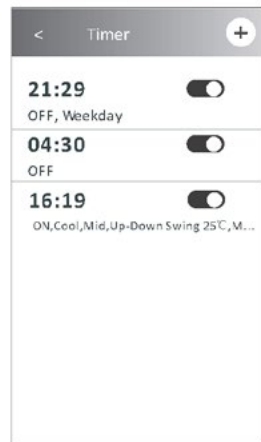 < Timer +
21:29
OFF, Weekday
04:30
OFF
16:19
ON,Cool,Mid,Up-Down Swing 25℃,M...